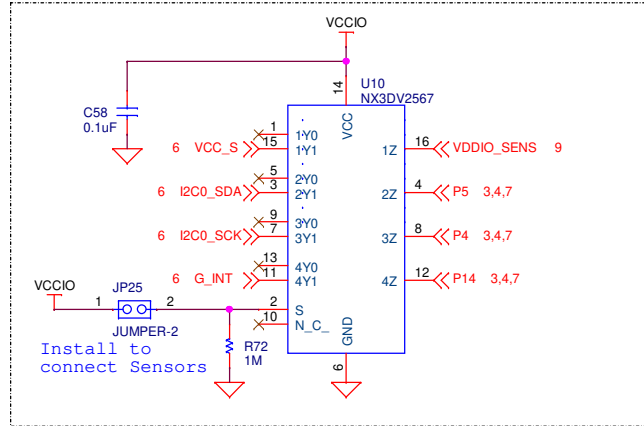 VCCIO
U10
NX3DV2567
14
VCC
C58
0.1uF
1 1Y0
6 VCC_S 15 1Y1 1Z 16 VDDIO_SENS 9
5 2Y0
6 I2C0_SDA 3 2Y1 2Z 4 P5 3,4,7
9 3Y0
6 I2C0_SCK 7 3Y1 3Z 8 P4 3,4,7
13 4Y0
6 G_INT 11 4Y1 4Z 12 P14 3,4,7
VCCIO JP25
1 2 2 S
JUMPER-2 10 N_C_
GND
6
Install to
connect Sensors
R72
1M